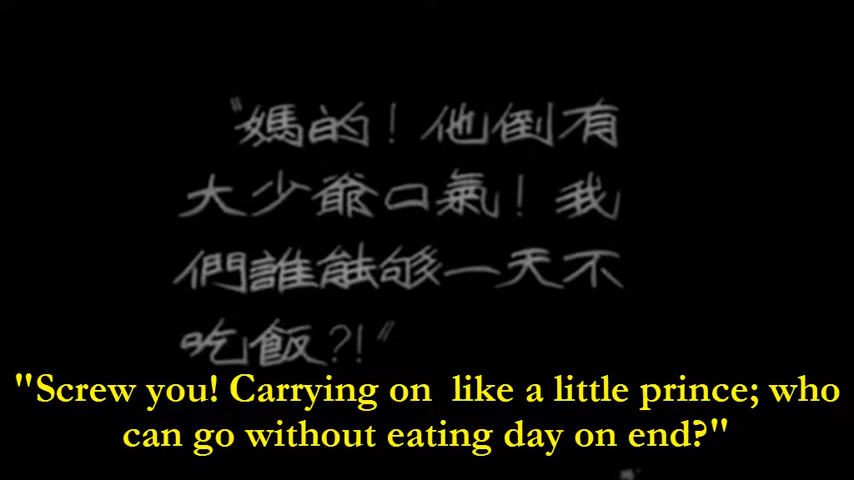 "媽的！他倒有
大少爺口氣！我
們誰能够一天不
吃飯?!"
"Screw you! Carrying on like a little prince; who
can go without eating day on end?"